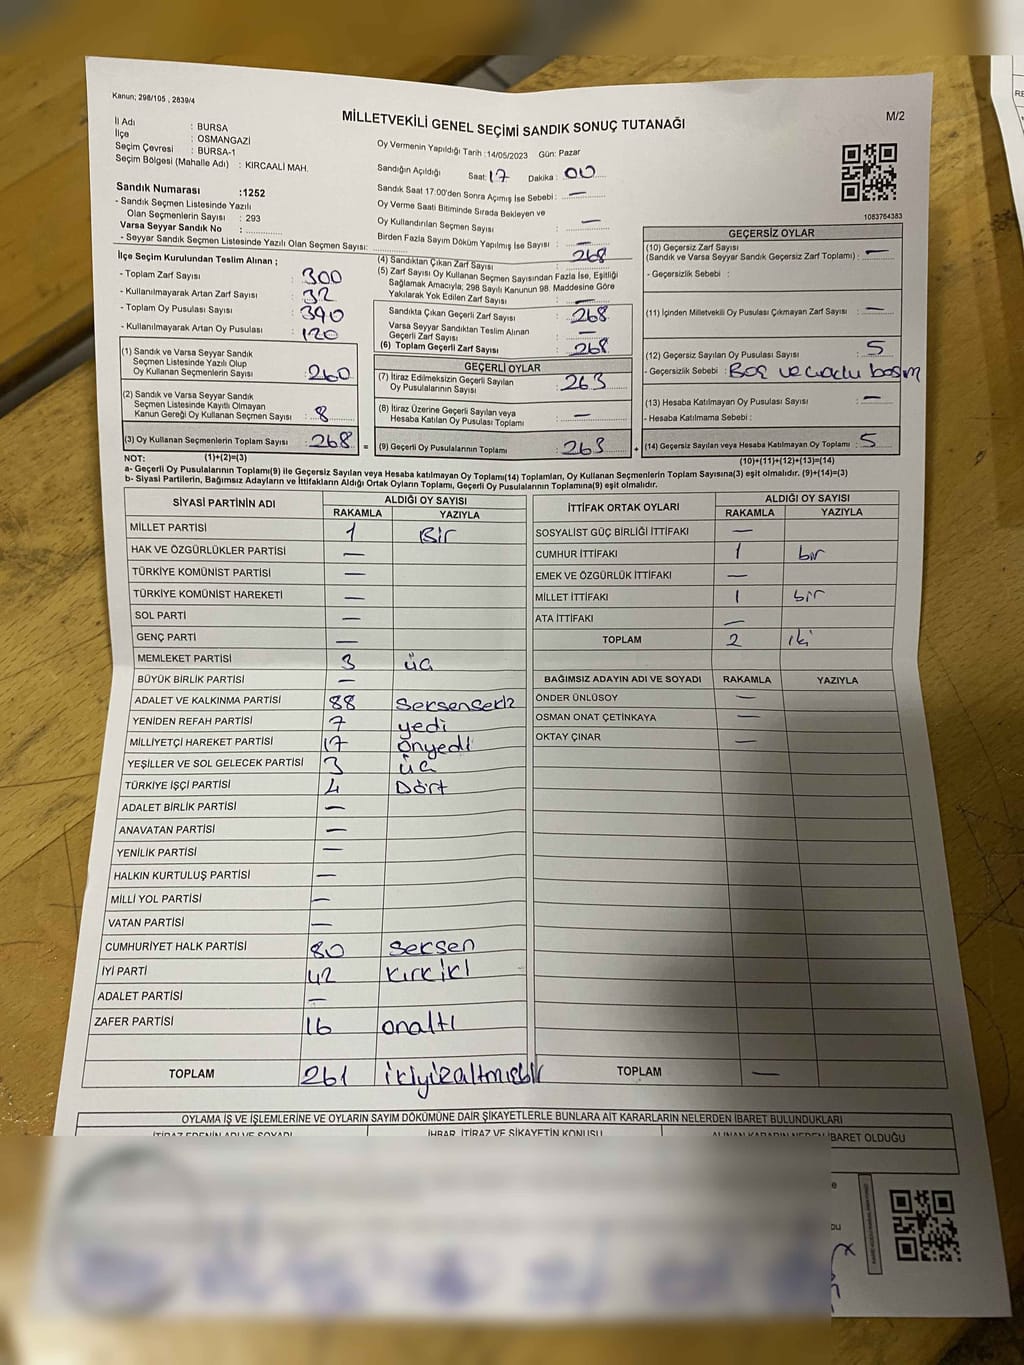 Kanun; 298/105 , 2839/4
MİLLETVEKİLİ GENEL SEÇİMİ SANDIK SONUÇ TUTANAĞI
M/2
İl Adı : BURSA
İlçe : OSMANGAZİ
Seçim Çevresi : BURSA-1
Seçim Bölgesi (Mahalle Adı) : KIRCAALİ MAH.
Sandık Numarası :1252
- Sandık Seçmen Listesinde Yazılı
Olan Seçmenlerin Sayısı : 293
Varsa Seyyar Sandık No :
- Seyyar Sandık Seçmen Listesinde Yazılı Olan Seçmen Sayısı:
Oy Vermenin Yapıldığı Tarih :14/05/2023 Gün: Pazar
Sandığın Açıldığı Saat: 17 Dakika : 00
Sandık Saat 17:00'den Sonra Açımış İse Sebebi : —
Oy Verme Saati Bitiminde Sırada Bekleyen ve
Oy Kullandırılan Seçmen Sayısı : —
Birden Fazla Sayım Döküm Yapılmış İse Sayısı : —
1083764383
İlçe Seçim Kurulundan Teslim Alınan ;
- Toplam Zarf Sayısı : 300
- Kullanılmayarak Artan Zarf Sayısı : 32
- Toplam Oy Pusulası Sayısı : 390
- Kullanılmayarak Artan Oy Pusulası : 120
(1) Sandık ve Varsa Seyyar Sandık
Seçmen Listesinde Yazılı Olup
Oy Kullanan Seçmenlerin Sayısı : 260
(2) Sandık ve Varsa Seyyar Sandık
Seçmen Listesinde Kayıtlı Olmayan
Kanun Gereği Oy Kullanan Seçmen Sayısı : 8
(3) Oy Kullanan Seçmenlerin Toplam Sayısı : 268 =
(4) Sandıktan Çıkan Zarf Sayısı : 268
(5) Zarf Sayısı Oy Kullanan Seçmen Sayısından Fazla İse, Eşitliği
Sağlamak Amacıyla; 298 Sayılı Kanunun 98. Maddesine Göre
Yakılarak Yok Edilen Zarf Sayısı : —
Sandıkta Çıkan Geçerli Zarf Sayısı : 268
Varsa Seyyar Sandıktan Teslim Alınan
Geçerli Zarf Sayısı : —
(6) Toplam Geçerli Zarf Sayısı : 268
GEÇERLİ OYLAR
(7) İtiraz Edilmeksizin Geçerli Sayılan
Oy Pusulalarının Sayısı : 263
(8) İtiraz Üzerine Geçerli Sayılan veya
Hesaba Katılan Oy Pusulası Toplamı : —
(9) Geçerli Oy Pusulalarının Toplamı : 263 +
GEÇERSİZ OYLAR
(10) Geçersiz Zarf Sayısı
(Sandık ve Varsa Seyyar Sandık Geçersiz Zarf Toplamı) : —
- Geçersizlik Sebebi :
(11) İçinden Milletvekili Oy Pusulası Çıkmayan Zarf Sayısı : —
(12) Geçersiz Sayılan Oy Pusulası Sayısı : 5
- Geçersizlik Sebebi : Boş ve
(13) Hesaba Katılmayan Oy Pusulası Sayısı : —
- Hesaba Katılmama Sebebi :
(14) Geçersiz Sayılan veya Hesaba Katılmayan Oy Toplamı : 5
NOT: (1)+(2)=(3) (10)+(11)+(12)+(13)=(14)
a- Geçerli Oy Pusulalarının Toplamı(9) ile Geçersiz Sayılan veya Hesaba katılmayan Oy Toplamı(14) Toplamları, Oy Kullanan Seçmenlerin Toplam Sayısına(3) eşit olmalıdır. (9)+(14)=(3)
b- Siyasi Partilerin, Bağımsız Adayların ve İttifakların Aldığı Ortak Oyların Toplamı, Geçerli Oy Pusulalarının Toplamına(9) eşit olmalıdır.
SİYASİ PARTİNİN ADI ALDIĞI OY SAYISI
RAKAMLA YAZIYLA
MİLLET PARTİSİ 1 Bir
HAK VE ÖZGÜRLÜKLER PARTİSİ —
TÜRKİYE KOMÜNİST PARTİSİ —
TÜRKİYE KOMÜNİST HAREKETİ —
SOL PARTİ —
GENÇ PARTİ —
MEMLEKET PARTİSİ 3 üç
BÜYÜK BİRLİK PARTİSİ —
ADALET VE KALKINMA PARTİSİ 88 Seksensekiz
YENİDEN REFAH PARTİSİ 7 yedi
MİLLİYETÇİ HAREKET PARTİSİ 17 onyedi
YEŞİLLER VE SOL GELECEK PARTİSİ 3 üç
TÜRKİYE İŞÇİ PARTİSİ 4 Dört
ADALET BİRLİK PARTİSİ —
ANAVATAN PARTİSİ —
YENİLİK PARTİSİ —
HALKIN KURTULUŞ PARTİSİ —
MİLLİ YOL PARTİSİ —
VATAN PARTİSİ —
CUMHURİYET HALK PARTİSİ 80 seksen
İYİ PARTİ 42 kırkiki
ADALET PARTİSİ —
ZAFER PARTİSİ 16 onaltı
TOPLAM 261 ikiyüzaltmışbir
İTTİFAK ORTAK OYLARI ALDIĞI OY SAYISI
RAKAMLA YAZIYLA
SOSYALİST GÜÇ BİRLİĞİ İTTİFAKI —
CUMHUR İTTİFAKI 1 bir
EMEK VE ÖZGÜRLÜK İTTİFAKI —
MİLLET İTTİFAKI 1 bir
ATA İTTİFAKI —
TOPLAM 2 iki
BAĞIMSIZ ADAYIN ADI VE SOYADI RAKAMLA YAZIYLA
ÖNDER ÜNLÜSOY —
OSMAN ONAT ÇETİNKAYA —
OKTAY ÇINAR —
TOPLAM —
OYLAMA İŞ VE İŞLEMLERİNE VE OYLARIN SAYIM DÖKÜMÜNE DAİR ŞİKAYETLERLE BUNLARA AİT KARARLARIN NELERDEN İBARET BULUNDUKLARI
İTİRAZ EDENİN ADI VE SOYADI İHBAR, İTİRAZ VE ŞİKAYETİN KONUSU ALINAN KARARIN NEDEN İBARET OLDUĞU